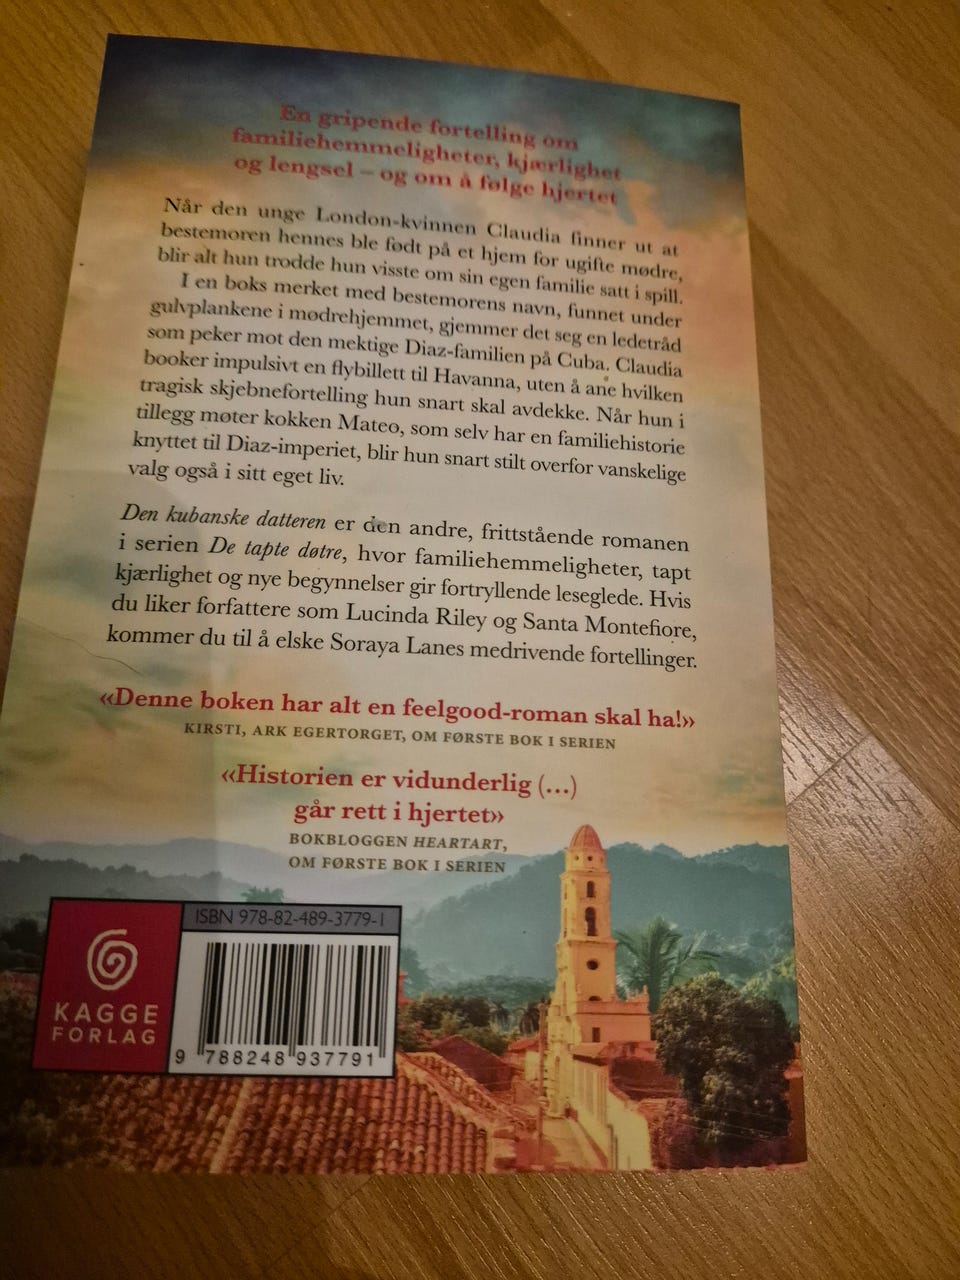 En gripende fortelling om
familiehemmeligheter, kjærlighet
og lengsel – og om å følge hjertet
Når den unge London-kvinnen Claudia finner ut at
bestemoren hennes ble født på et hjem for ugifte mødre,
blir alt hun trodde hun visste om sin egen familie satt i spill.
I en boks merket med bestemorens navn, funnet under
gulvplankene i mødrehjemmet, gjemmer det seg en ledetråd
som peker mot den mektige Diaz-familien på Cuba. Claudia
booker impulsivt en flybillett til Havanna, uten å ane hvilken
tragisk skjebnefortelling hun snart skal avdekke. Når hun i
tillegg møter kokken Mateo, som selv har en familiehistorie
knyttet til Diaz-imperiet, blir hun snart stilt overfor vanskelige
valg også i sitt eget liv.
Den kubanske datteren er den andre, frittstående romanen
i serien De tapte døtre, hvor familiehemmeligheter, tapt
kjærlighet og nye begynnelser gir fortryllende leseglede. Hvis
du liker forfattere som Lucinda Riley og Santa Montefiore,
kommer du til å elske Soraya Lanes medrivende fortellinger.
«Denne boken har alt en feelgood-roman skal ha!»
KIRSTI, ARK EGERTORGET, OM FØRSTE BOK I SERIEN
«Historien er vidunderlig (…)
går rett i hjertet»
BOKBLOGGEN HEARTART,
OM FØRSTE BOK I SERIEN
ISBN 978-82-489-3779-1
KAGGE
FORLAG
9 788248 937791